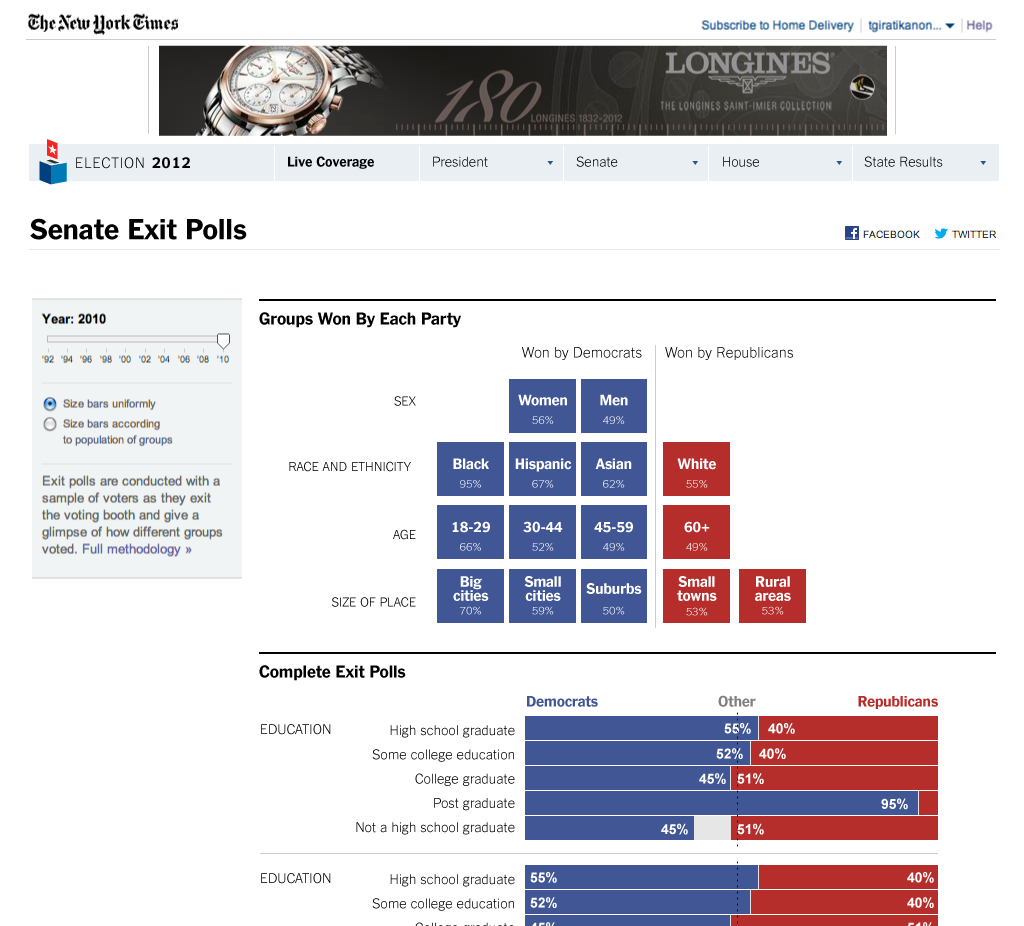 The New York Times
Subscribe to Home Delivery
tgiratikanon...
Help
LONGINES
180
LONGINES 1832-2012
THE LONGINES SAINT-IMIER COLLECTION
ELECTION 2012
Live Coverage
President
Senate
House
State Results
Senate Exit Polls
FACEBOOK
TWITTER
Year: 2010
'92 '94 '96 '98 '00 '02 '04 '06 '08 '10
Size bars uniformly
Size bars according
to population of groups
Exit polls are conducted with a
sample of voters as they exit
the voting booth and give a
glimpse of how different groups
voted. Full methodology »
Groups Won By Each Party
Won by Democrats
Won by Republicans
SEX
Women
56%
Men
49%
RACE AND ETHNICITY
Black
95%
Hispanic
67%
Asian
62%
White
55%
AGE
18-29
66%
30-44
52%
45-59
49%
60+
49%
SIZE OF PLACE
Big
cities
70%
Small
cities
59%
Suburbs
50%
Small
towns
53%
Rural
areas
53%
Complete Exit Polls
Democrats
Other
Republicans
EDUCATION
High school graduate 55% 40%
Some college education 52% 40%
College graduate 45% 51%
Post graduate 95%
Not a high school graduate 45% 51%
EDUCATION
High school graduate 55% 40%
Some college education 52% 40%
College graduate 45% 51%